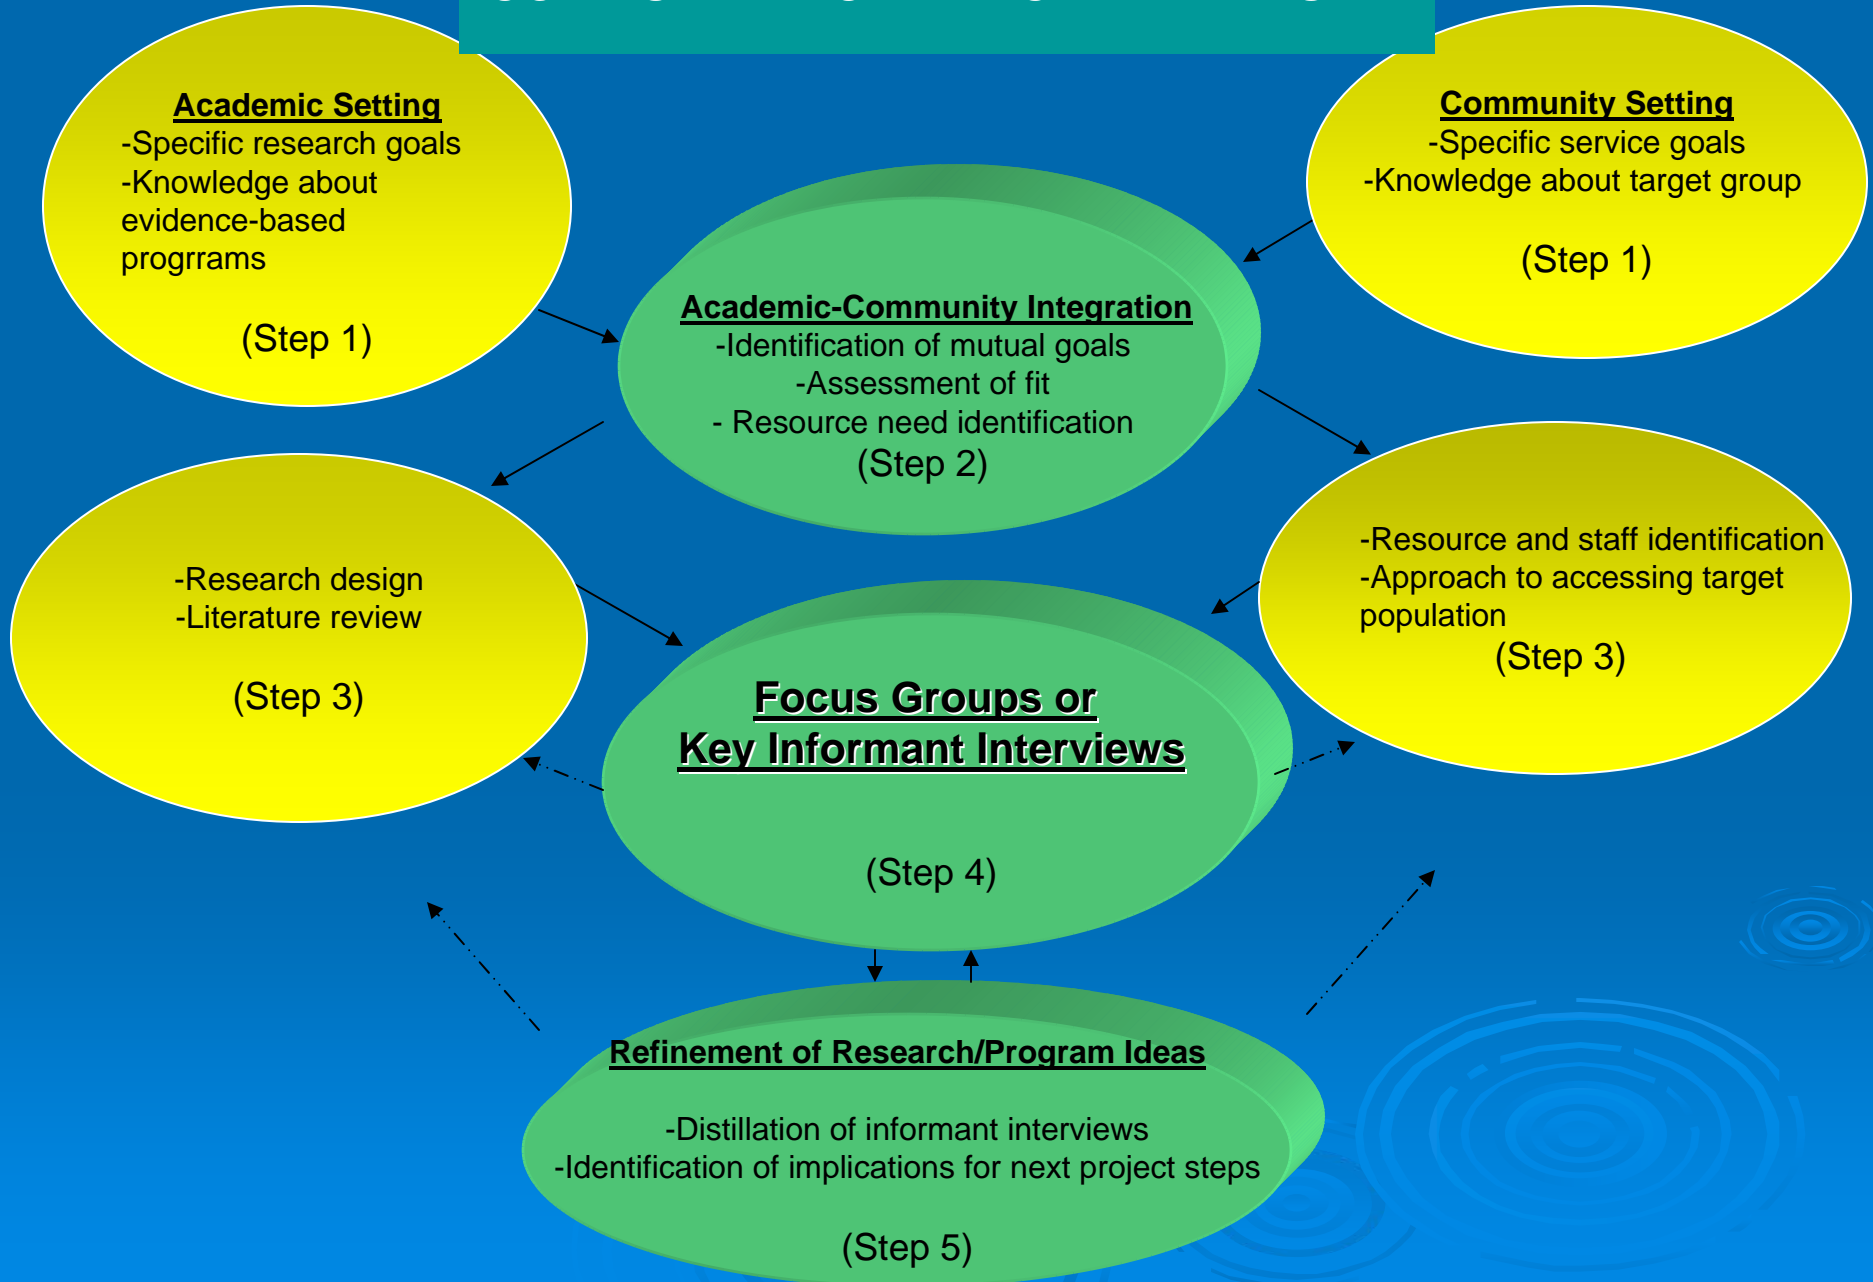 Academic Setting
-Specific research goals
-Knowledge about
evidence-based
progrrams
(Step 1)
Community Setting
-Specific service goals
-Knowledge about target group
(Step 1)
Academic-Community Integration
-Identification of mutual goals
-Assessment of fit
- Resource need identification
(Step 2)
-Research design
-Literature review
(Step 3)
-Resource and staff identification
-Approach to accessing target
population
(Step 3)
Focus Groups or
Key Informant Interviews
(Step 4)
Refinement of Research/Program Ideas
-Distillation of informant interviews
-Identification of implications for next project steps
(Step 5)